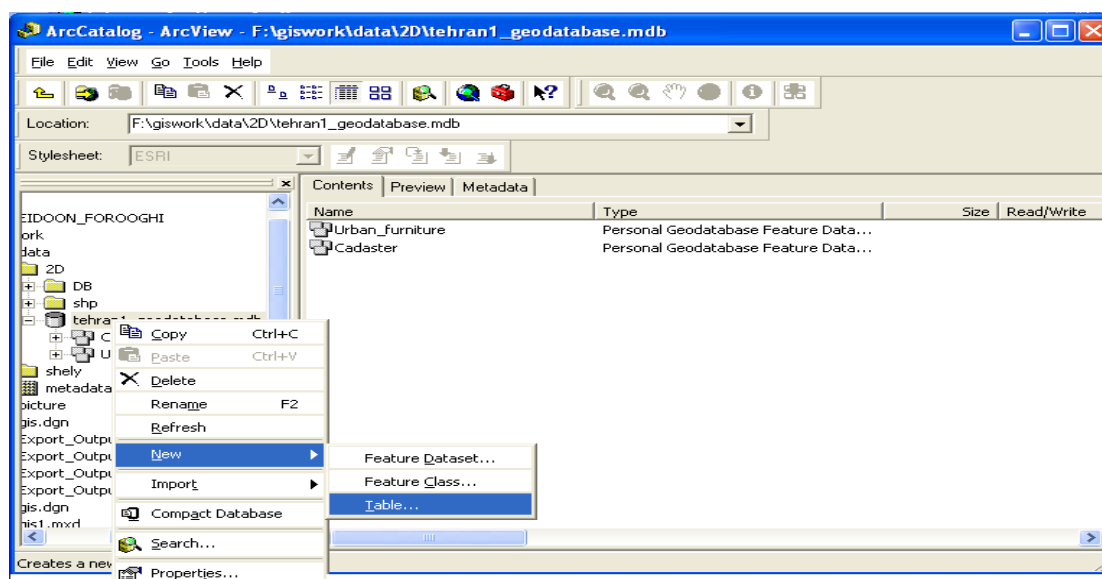 ArcCatalog - ArcView - F:\giswork\data\2D\tehran1_geodatabase.mdb
File Edit View Go Tools Help
Location: F:\giswork\data\2D\tehran1_geodatabase.mdb
Stylesheet: ESRI
Contents Preview Metadata
Name Type Size Read/Write
Urban_furniture Personal Geodatabase Feature Data...
Cadaster Personal Geodatabase Feature Data...
EIDOON_FOROOGHI
ork
data
2D
DB
shp
tehran1_geodatabase.mdb
C
U
shely
metadata
picture
gis.dgn
Export_Outpu
Export_Outpu
Export_Outpu
Export_Outpu
gis.dgn
gis1.mxd
Copy Ctrl+C
Paste Ctrl+V
Delete
Rename F2
Refresh
New
Import
Compact Database
Search...
Properties...
Feature Dataset...
Feature Class...
Table...
Creates a new